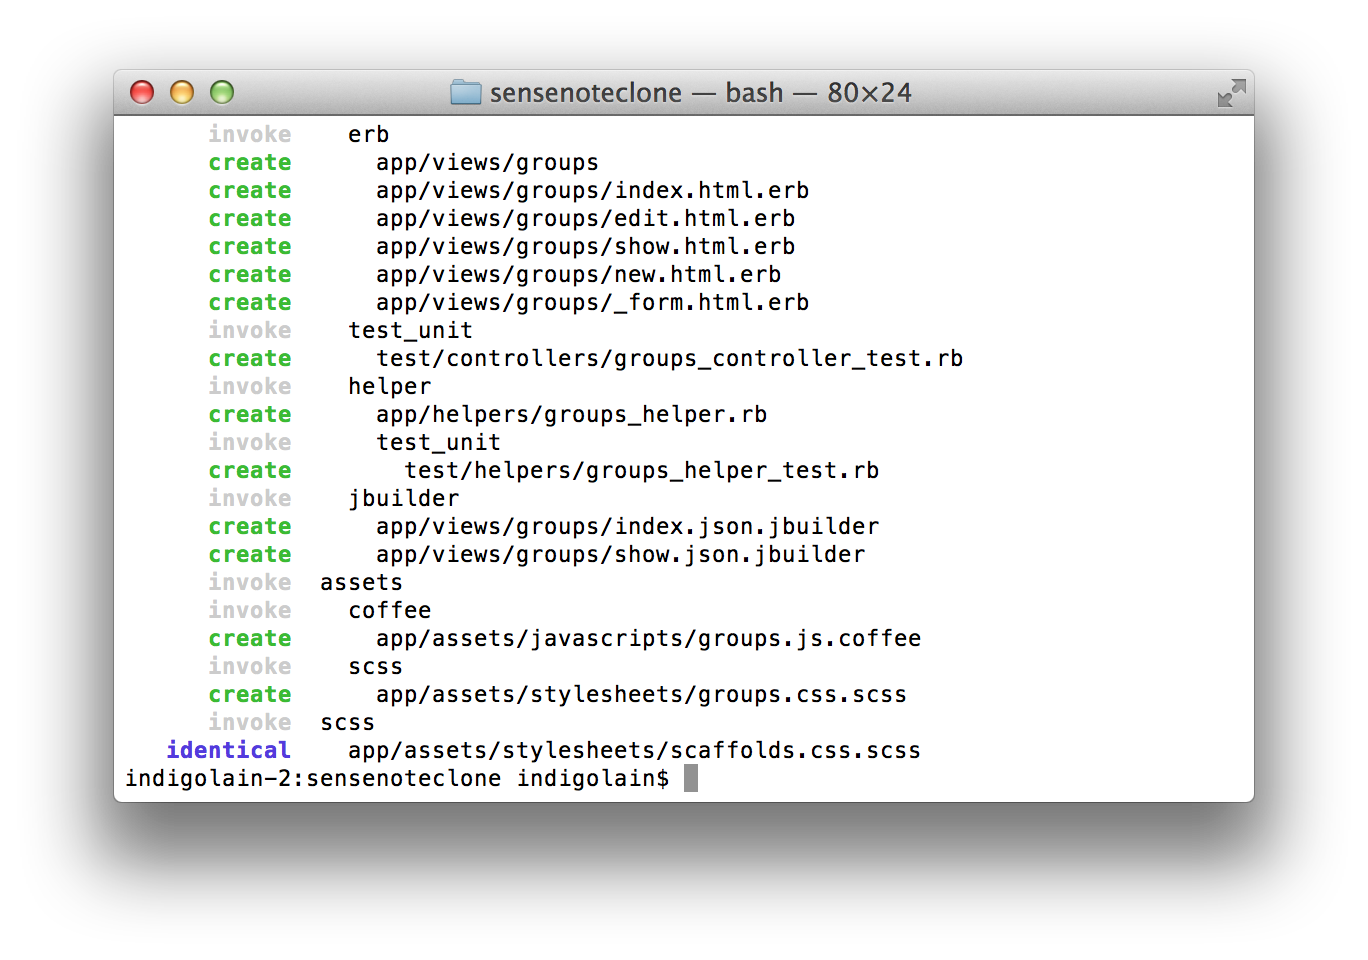 sensenoteclone — bash — 80×24
invoke erb
create app/views/groups
create app/views/groups/index.html.erb
create app/views/groups/edit.html.erb
create app/views/groups/show.html.erb
create app/views/groups/new.html.erb
create app/views/groups/_form.html.erb
invoke test_unit
create test/controllers/groups_controller_test.rb
invoke helper
create app/helpers/groups_helper.rb
invoke test_unit
create test/helpers/groups_helper_test.rb
invoke jbuilder
create app/views/groups/index.json.jbuilder
create app/views/groups/show.json.jbuilder
invoke assets
invoke coffee
create app/assets/javascripts/groups.js.coffee
invoke scss
create app/assets/stylesheets/groups.css.scss
invoke scss
identical app/assets/stylesheets/scaffolds.css.scss
indigolain-2:sensenoteclone indigolain$